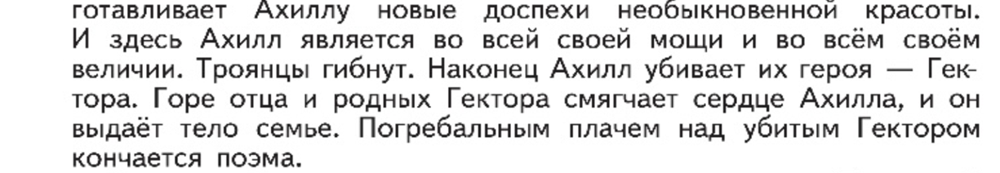 готавливает Ахиллу новые доспехи необыкновенной красоты.
И здесь Ахилл является во всей своей мощи и во всём своём
величии. Троянцы гибнут. Наконец Ахилл убивает их героя — Гек-
тора. Горе отца и родных Гектора смягчает сердце Ахилла, и он
выдаёт тело семье. Погребальным плачем над убитым Гектором
кончается поэма.